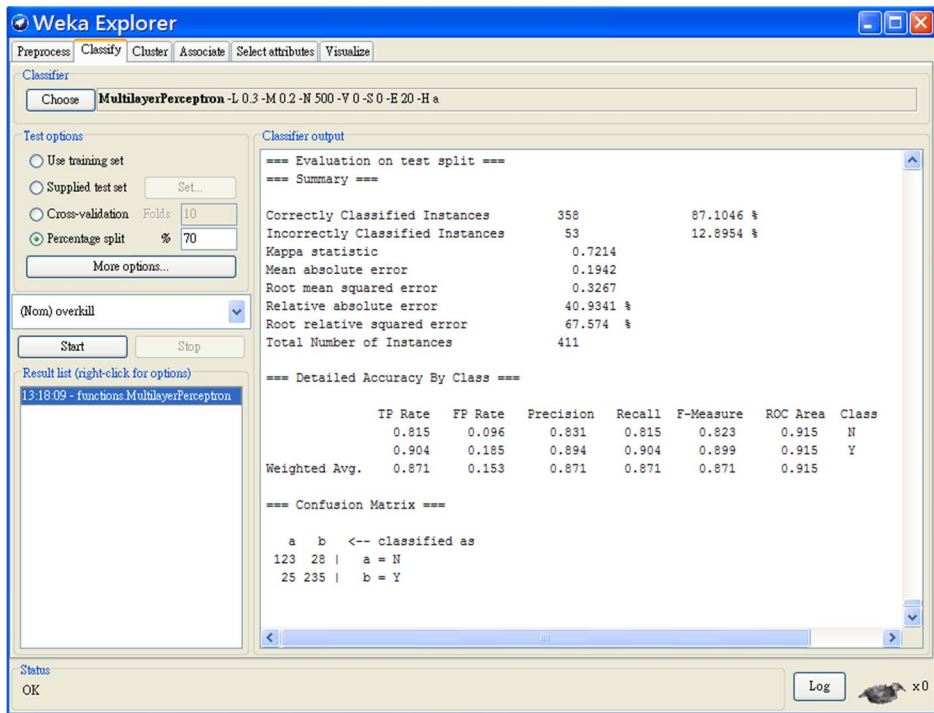 Weka Explorer
Preprocess Classify Cluster Associate Select attributes Visualize
Classifier
Choose MultilayerPerceptron -L 0.3 -M 0.2 -N 500 -V 0 -S 0 -E 20 -H a
Test options
Use training set
Supplied test set Set...
Cross-validation Folds 10
Percentage split % 70
More options...
(Nom) overkill
Start Stop
Result list (right-click for options)
13:18:09 - functions.MultilayerPerceptron
Classifier output
=== Evaluation on test split ===
=== Summary ===
Correctly Classified Instances 358 87.1046 %
Incorrectly Classified Instances 53 12.8954 %
Kappa statistic 0.7214
Mean absolute error 0.1942
Root mean squared error 0.3267
Relative absolute error 40.9341 %
Root relative squared error 67.574 %
Total Number of Instances 411
=== Detailed Accuracy By Class ===
TP Rate FP Rate Precision Recall F-Measure ROC Area Class
0.815 0.096 0.831 0.815 0.823 0.915 N
0.904 0.185 0.894 0.904 0.899 0.915 Y
Weighted Avg. 0.871 0.153 0.871 0.871 0.871 0.915
=== Confusion Matrix ===
a b <-- classified as
123 28 | a = N
25 235 | b = Y
Status
OK
Log x 0